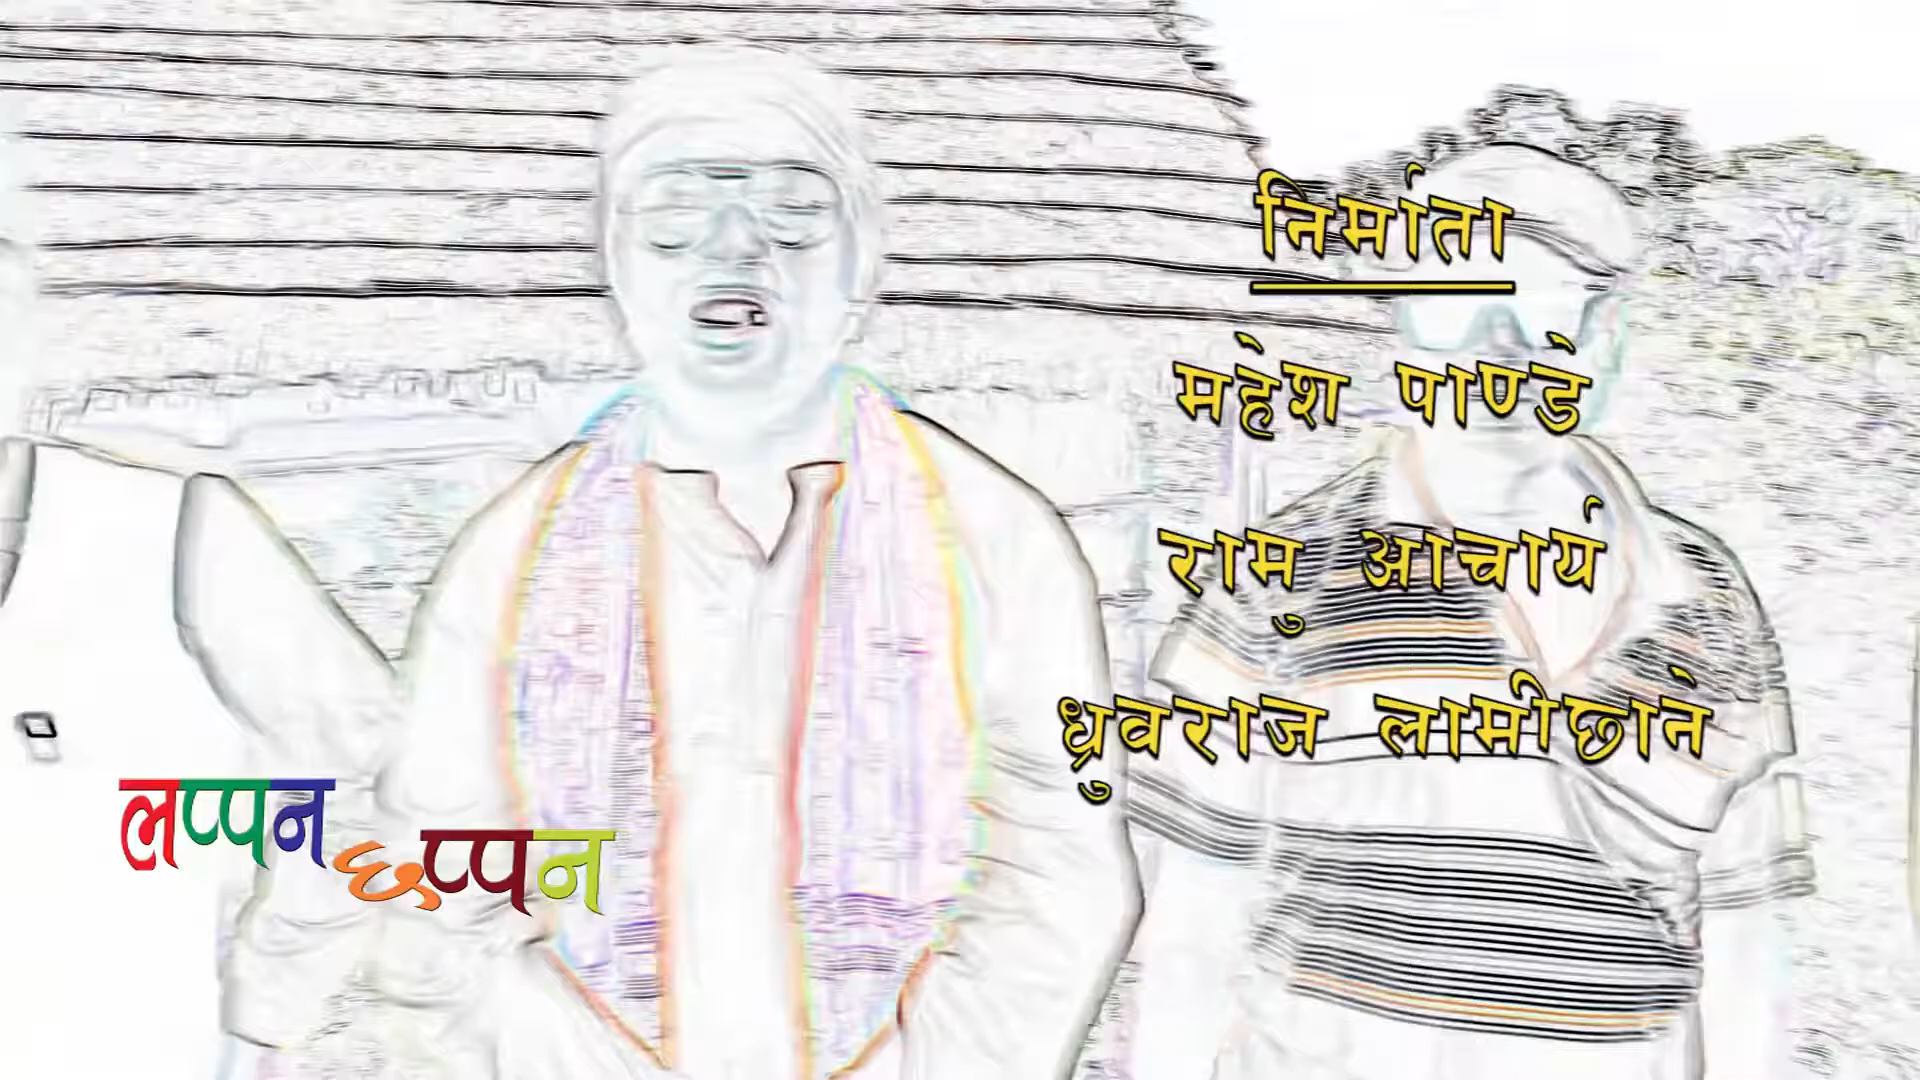 निर्माता
महेश पाण्डे
रामु आचार्य
ध्रुवराज लामीछाने
लप्पन
छप्पन